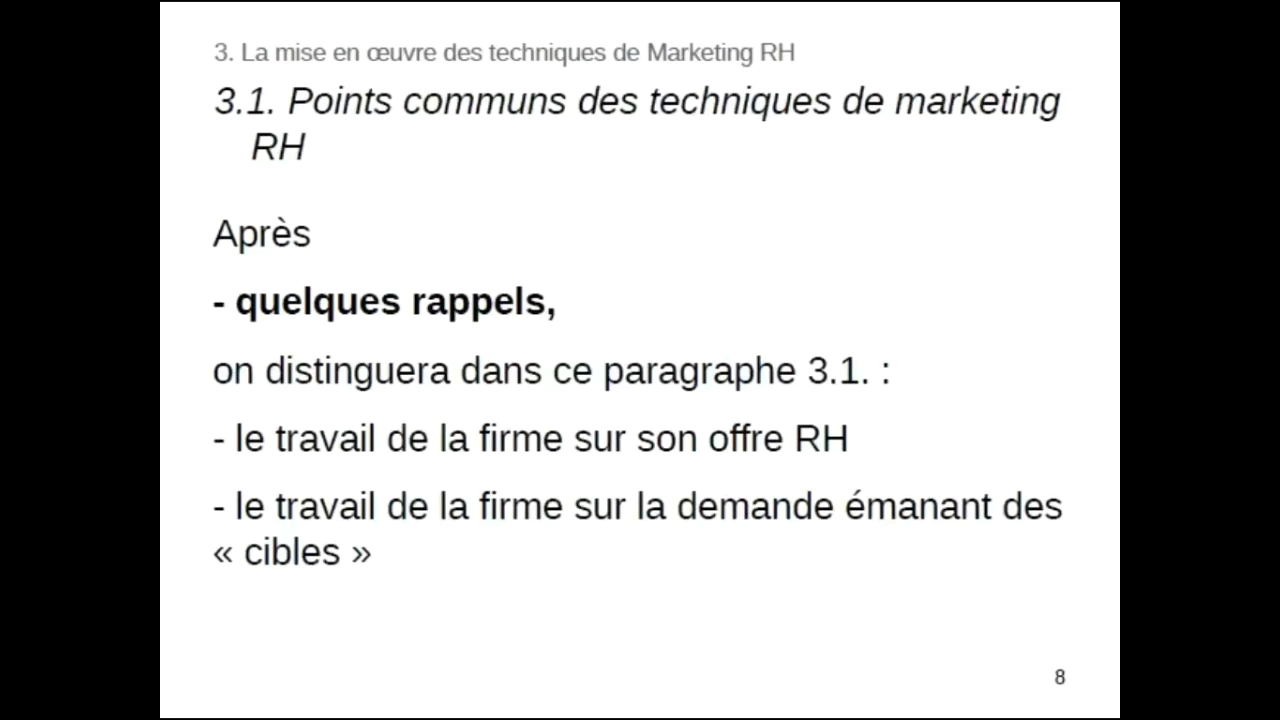 3. La mise en œuvre des techniques de Marketing RH
3.1. Points communs des techniques de marketing
RH
Après
- quelques rappels,
on distinguera dans ce paragraphe 3.1. :
- le travail de la firme sur son offre RH
- le travail de la firme sur la demande émanant des
« cibles »
8